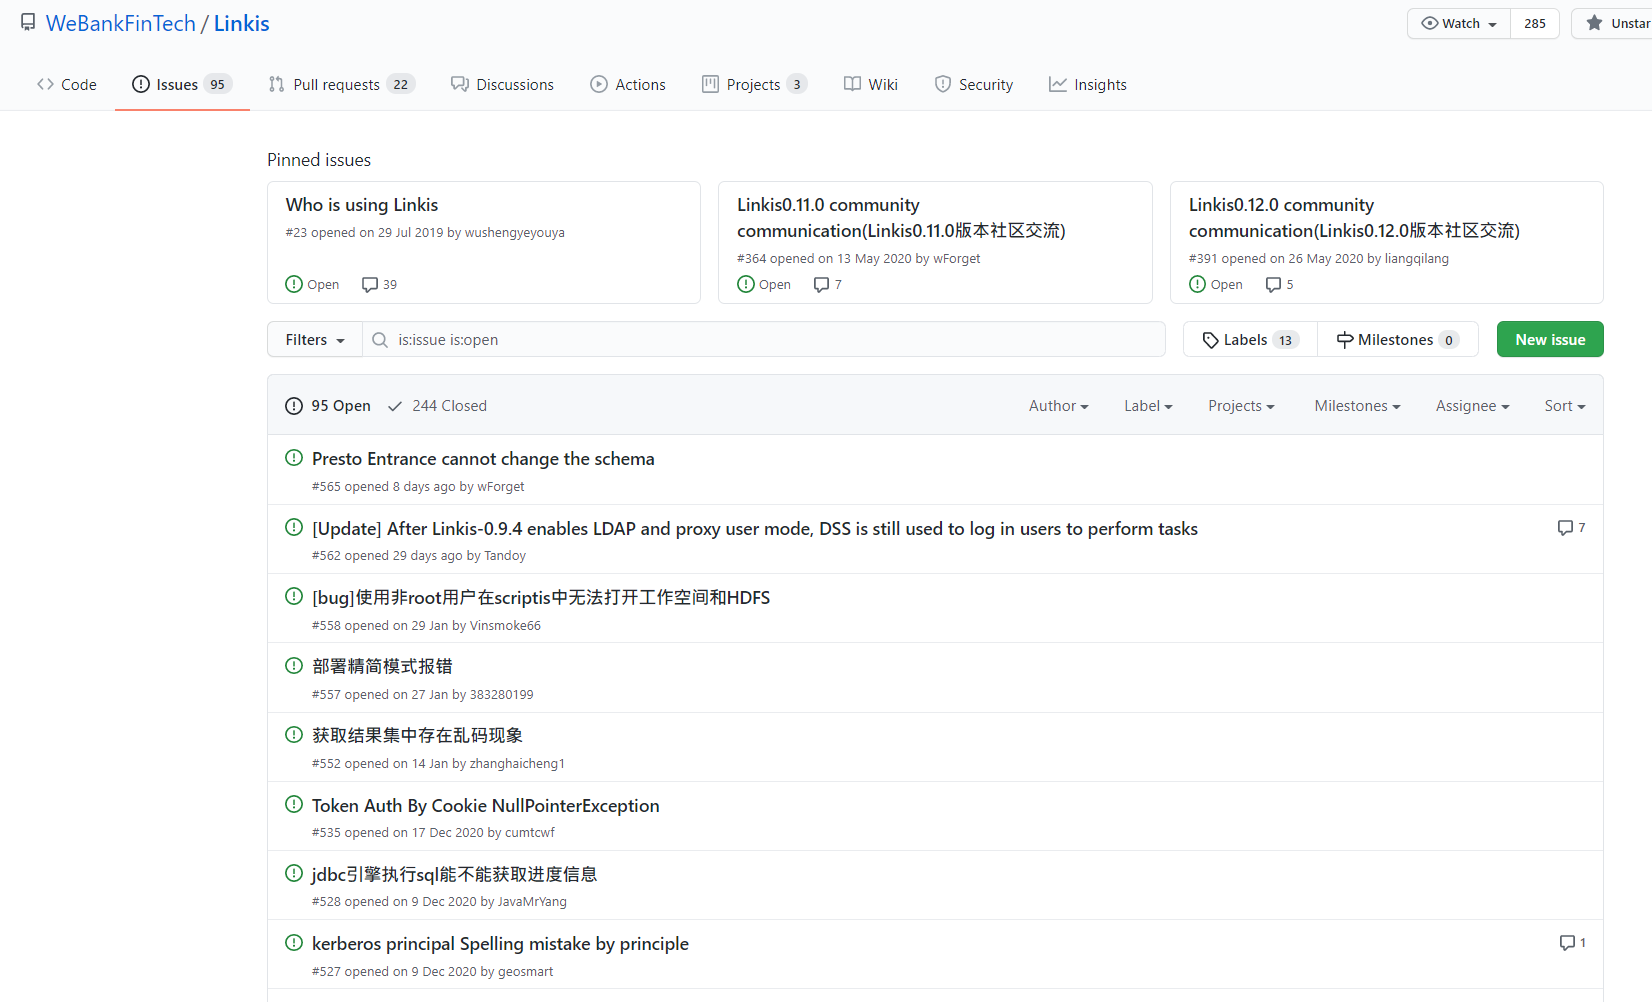 WeBankFinTech / Linkis
Watch 285 Unstar
Code Issues 95 Pull requests 22 Discussions Actions Projects 3 Wiki Security Insights
Pinned issues
Who is using Linkis
#23 opened on 29 Jul 2019 by wushengyeyouya
Open 39
Linkis0.11.0 community
communication(Linkis0.11.0版本社区交流)
#364 opened on 13 May 2020 by wForget
Open 7
Linkis0.12.0 community
communication(Linkis0.12.0版本社区交流)
#391 opened on 26 May 2020 by liangqilang
Open 5
Filters is:issue is:open Labels 13 Milestones 0 New issue
95 Open 244 Closed Author Label Projects Milestones Assignee Sort
Presto Entrance cannot change the schema
#565 opened 8 days ago by wForget
[Update] After Linkis-0.9.4 enables LDAP and proxy user mode, DSS is still used to log in users to perform tasks 7
#562 opened 29 days ago by Tandoy
[bug]使用非root用户在scriptis中无法打开工作空间和HDFS
#558 opened on 29 Jan by Vinsmoke66
部署精简模式报错
#557 opened on 27 Jan by 383280199
获取结果集中存在乱码现象
#552 opened on 14 Jan by zhanghaicheng1
Token Auth By Cookie NullPointerException
#535 opened on 17 Dec 2020 by cumtcwf
jdbc引擎执行sql能不能获取进度信息
#528 opened on 9 Dec 2020 by JavaMrYang
kerberos principal Spelling mistake by principle 1
#527 opened on 9 Dec 2020 by geosmart